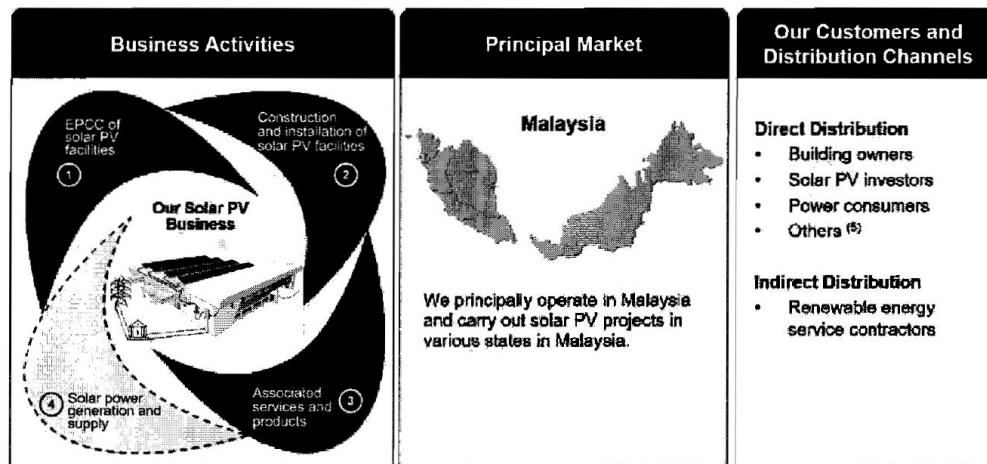 Business Activities
EPCC of
solar PV
facilities
1
Construction
and installation of
solar PV facilities
2
Our Solar PV
Business
4
Solar power
generation and
supply
Associated
services and
products
3
Principal Market
Malaysia
We principally operate in Malaysia
and carry out solar PV projects in
various states in Malaysia.
Our Customers and
Distribution Channels
Direct Distribution
• Building owners
• Solar PV investors
• Power consumers
• Others (5)
Indirect Distribution
• Renewable energy
service contractors